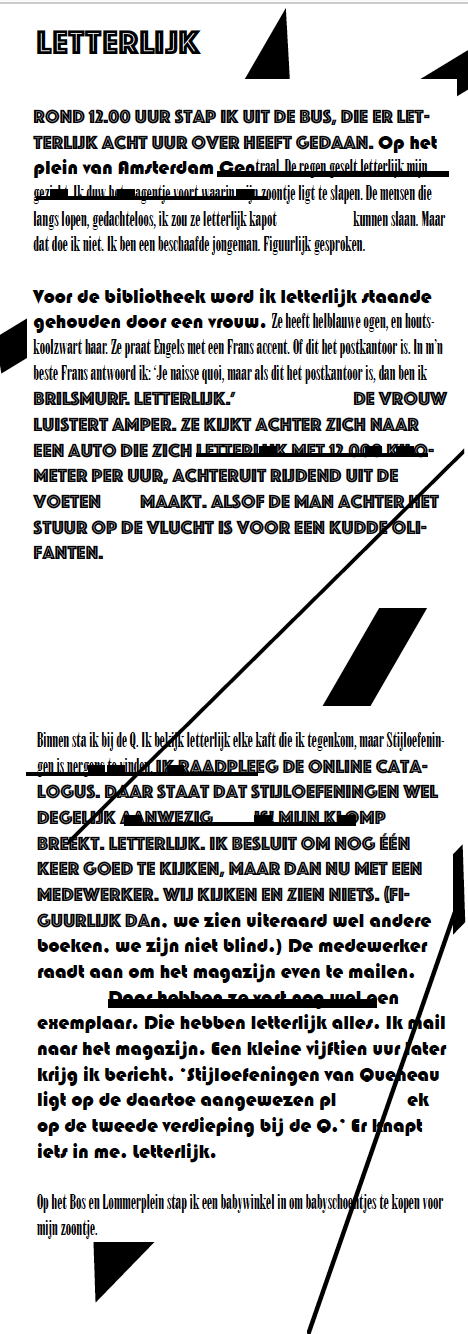 LETTERLIJK
ROND 12.00 UUR STAP IK UIT DE BUS, DIE ER LET-
TERLIJK ACHT UUR OVER HEEFT GEDAAN. Op het
plein van Amsterdam Centraal. De regen geselt letterlijk mijn
gezicht. Ik duw het wagentje voort waarin mijn zoontje ligt te slapen. De mensen die
langs lopen, gedachteloos, ik zou ze letterlijk kapot kunnen slaan. Maar
dat doe ik niet. Ik ben een beschaafde jongeman. Figuurlijk gesproken.
Voor de bibliotheek word ik letterlijk staande
gehouden door een vrouw. Ze heeft helblauwe ogen, en houts-
koolzwart haar. Ze praat Engels met een Frans accent. Of dit het postkantoor is. In m'n
beste Frans antwoord ik: 'Je naisse quoi, maar als dit het postkantoor is, dan ben ik
BRILSMURF. LETTERLIJK.' DE VROUW
LUISTERT AMPER. ZE KIJKT ACHTER ZICH NAAR
EEN AUTO DIE ZICH LETTERLIJK MET 12.000 KILO-
METER PER UUR, ACHTERUIT RIJDEND UIT DE
VOETEN MAAKT. ALSOF DE MAN ACHTER HET
STUUR OP DE VLUCHT IS VOOR EEN KUDDE OLI-
FANTEN.
Binnen sta ik bij de Q. Ik bekijk letterlijk elke kaft die ik tegenkom, maar Stijloefenin-
gen is nergens te vinden. IK RAADPLEEG DE ONLINE CATA-
LOGUS. DAAR STAAT DAT STIJLOEFENINGEN WEL
DEGELIJK AANWEZIG IS! MIJN KLOMP
BREEKT. LETTERLIJK. IK BESLUIT OM NOG ÉÉN
KEER GOED TE KIJKEN, MAAR DAN NU MET EEN
MEDEWERKER. WIJ KIJKEN EN ZIEN NIETS. (FI-
GUURLIJK DAn, we zien uiteraard wel andere
boeken, we zijn niet blind.) De medewerker
raadt aan om het magazijn even te mailen.
Daar hebben ze vast nog wel een
exemplaar. Die hebben letterlijk alles. Ik mail
naar het magazijn. Een kleine vijftien uur later
krijg ik bericht. 'Stijloefeningen van Queneau
ligt op de daartoe aangewezen pl ek
op de tweede verdieping bij de Q.' Er knapt
iets in me. Letterlijk.
Op het Bos en Lommerplein stap ik een babywinkel in om babyschoentjes te kopen voor
mijn zoontje.